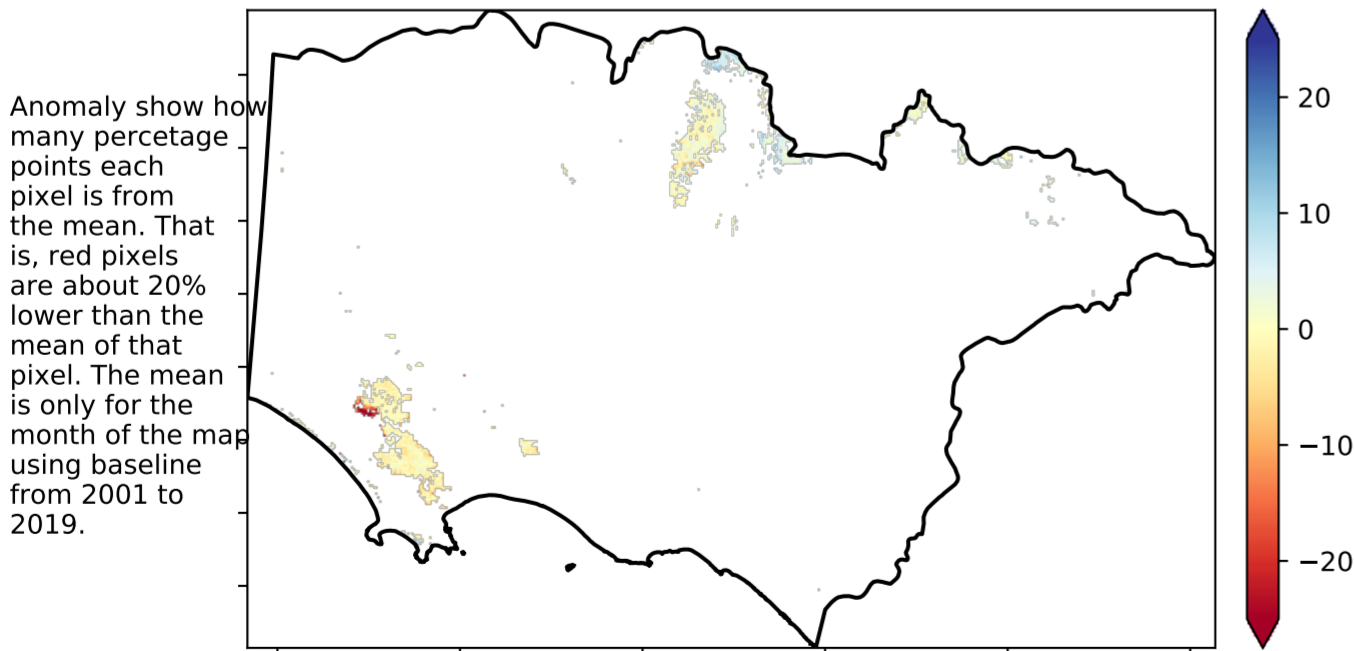 Anomaly show how
many percetage
points each
pixel is from
the mean. That
is, red pixels
are about 20%
lower than the
mean of that
pixel. The mean
is only for the
month of the map
using baseline
from 2001 to
2019.
20
10
0
−10
−20